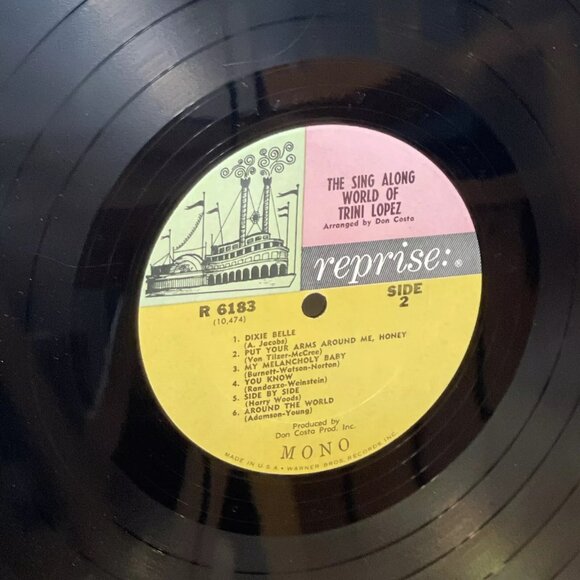 THE SING ALONG
WORLD OF
TRINI LOPEZ
Arranged by Don Costa
reprise:®
R 6183
(10,474)
SIDE
2
1. DIXIE BELLE
(A. Jacobs)
2. PUT YOUR ARMS AROUND ME, HONEY
(Von Tilzer-McCree)
3. MY MELANCHOLY BABY
(Burnett-Watson-Norton)
4. YOU KNOW
(Randazzo-Weinstein)
5. SIDE BY SIDE
(Harry Woods)
6. AROUND THE WORLD
(Adamson-Young)
Produced by
Don Costa Prod. Inc.
MONO
MADE IN U.S.A. • WARNER BROS. RECORDS, INC.